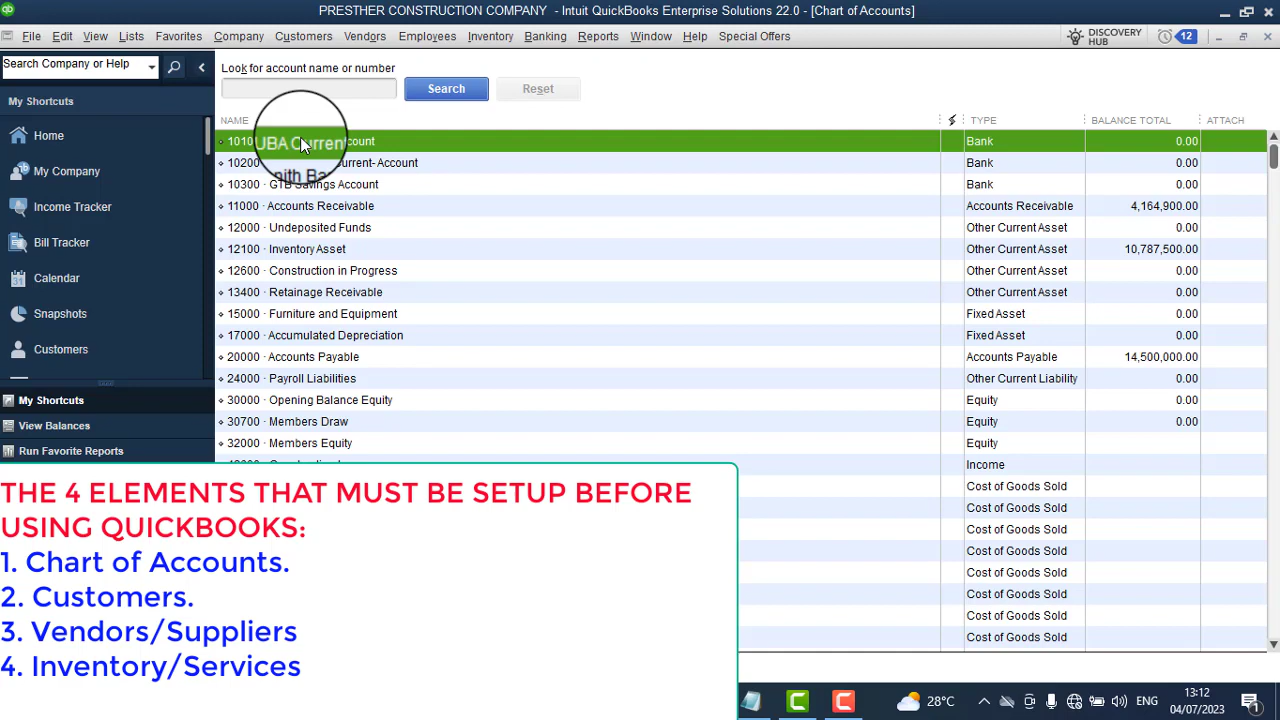 PRESTHER CONSTRUCTION COMPANY - Intuit QuickBooks Enterprise Solutions 22.0 - [Chart of Accounts]
File Edit View Lists Favorites Company Customers Vendors Employees Inventory Banking Reports Window Help Special Offers DISCOVERY HUB 12
Search Company or Help
My Shortcuts
Home
My Company
Income Tracker
Bill Tracker
Calendar
Snapshots
Customers
My Shortcuts
View Balances
Run Favorite Reports
Look for account name or number
Search Reset
NAME TYPE BALANCE TOTAL ATTACH
1010 UBA Curren count Bank 0.00
10200 nith Ba urrent- Account Bank 0.00
10300 · GTB Savings Account Bank 0.00
11000 · Accounts Receivable Accounts Receivable 4,164,900.00
12000 · Undeposited Funds Other Current Asset 0.00
12100 · Inventory Asset Other Current Asset 10,787,500.00
12600 · Construction in Progress Other Current Asset 0.00
13400 · Retainage Receivable Other Current Asset 0.00
15000 · Furniture and Equipment Fixed Asset 0.00
17000 · Accumulated Depreciation Fixed Asset 0.00
20000 · Accounts Payable Accounts Payable 14,500,000.00
24000 · Payroll Liabilities Other Current Liability 0.00
30000 · Opening Balance Equity Equity 0.00
30700 · Members Draw Equity 0.00
32000 · Members Equity Equity
Income
Cost of Goods Sold
Cost of Goods Sold
Cost of Goods Sold
Cost of Goods Sold
Cost of Goods Sold
Cost of Goods Sold
Cost of Goods Sold
Cost of Goods Sold
THE 4 ELEMENTS THAT MUST BE SETUP BEFORE
USING QUICKBOOKS:
1. Chart of Accounts.
2. Customers.
3. Vendors/Suppliers
4. Inventory/Services
28°C ENG 13:12
04/07/2023 1